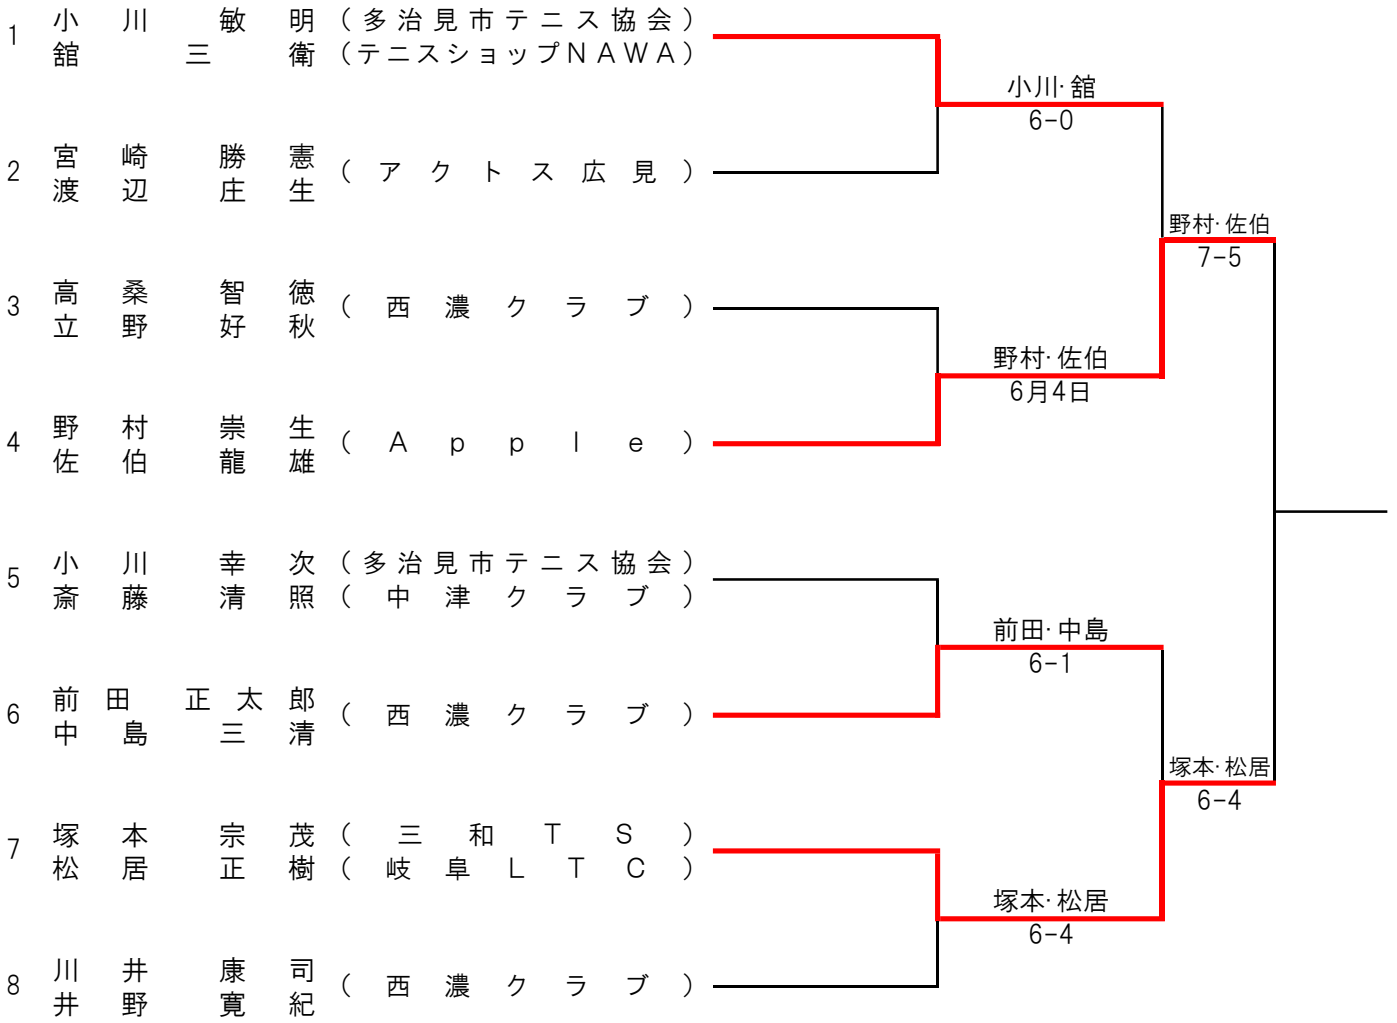 1 小川 敏明 (多治見市テニス協会)
舘 三衛 (テニスショップNAWA)
小川·舘
6-0
2 宮崎 勝憲
渡辺 庄生 (アクトス広見)
野村·佐伯
7-5
3 高桑 智徳
立野 好秋 (西濃クラブ)
野村·佐伯
6月4日
4 野村 崇生
佐伯 龍雄 (Apple)
5 小川 幸次 (多治見市テニス協会)
斎藤 清照 (中津クラブ)
前田·中島
6-1
6 前田 正太郎
中島 三清 (西濃クラブ)
塚本·松居
6-4
7 塚本 宗茂 (三和TS)
松居 正樹 (岐阜LTC)
塚本·松居
6-4
8 川井 康司
井野 寛紀 (西濃クラブ)